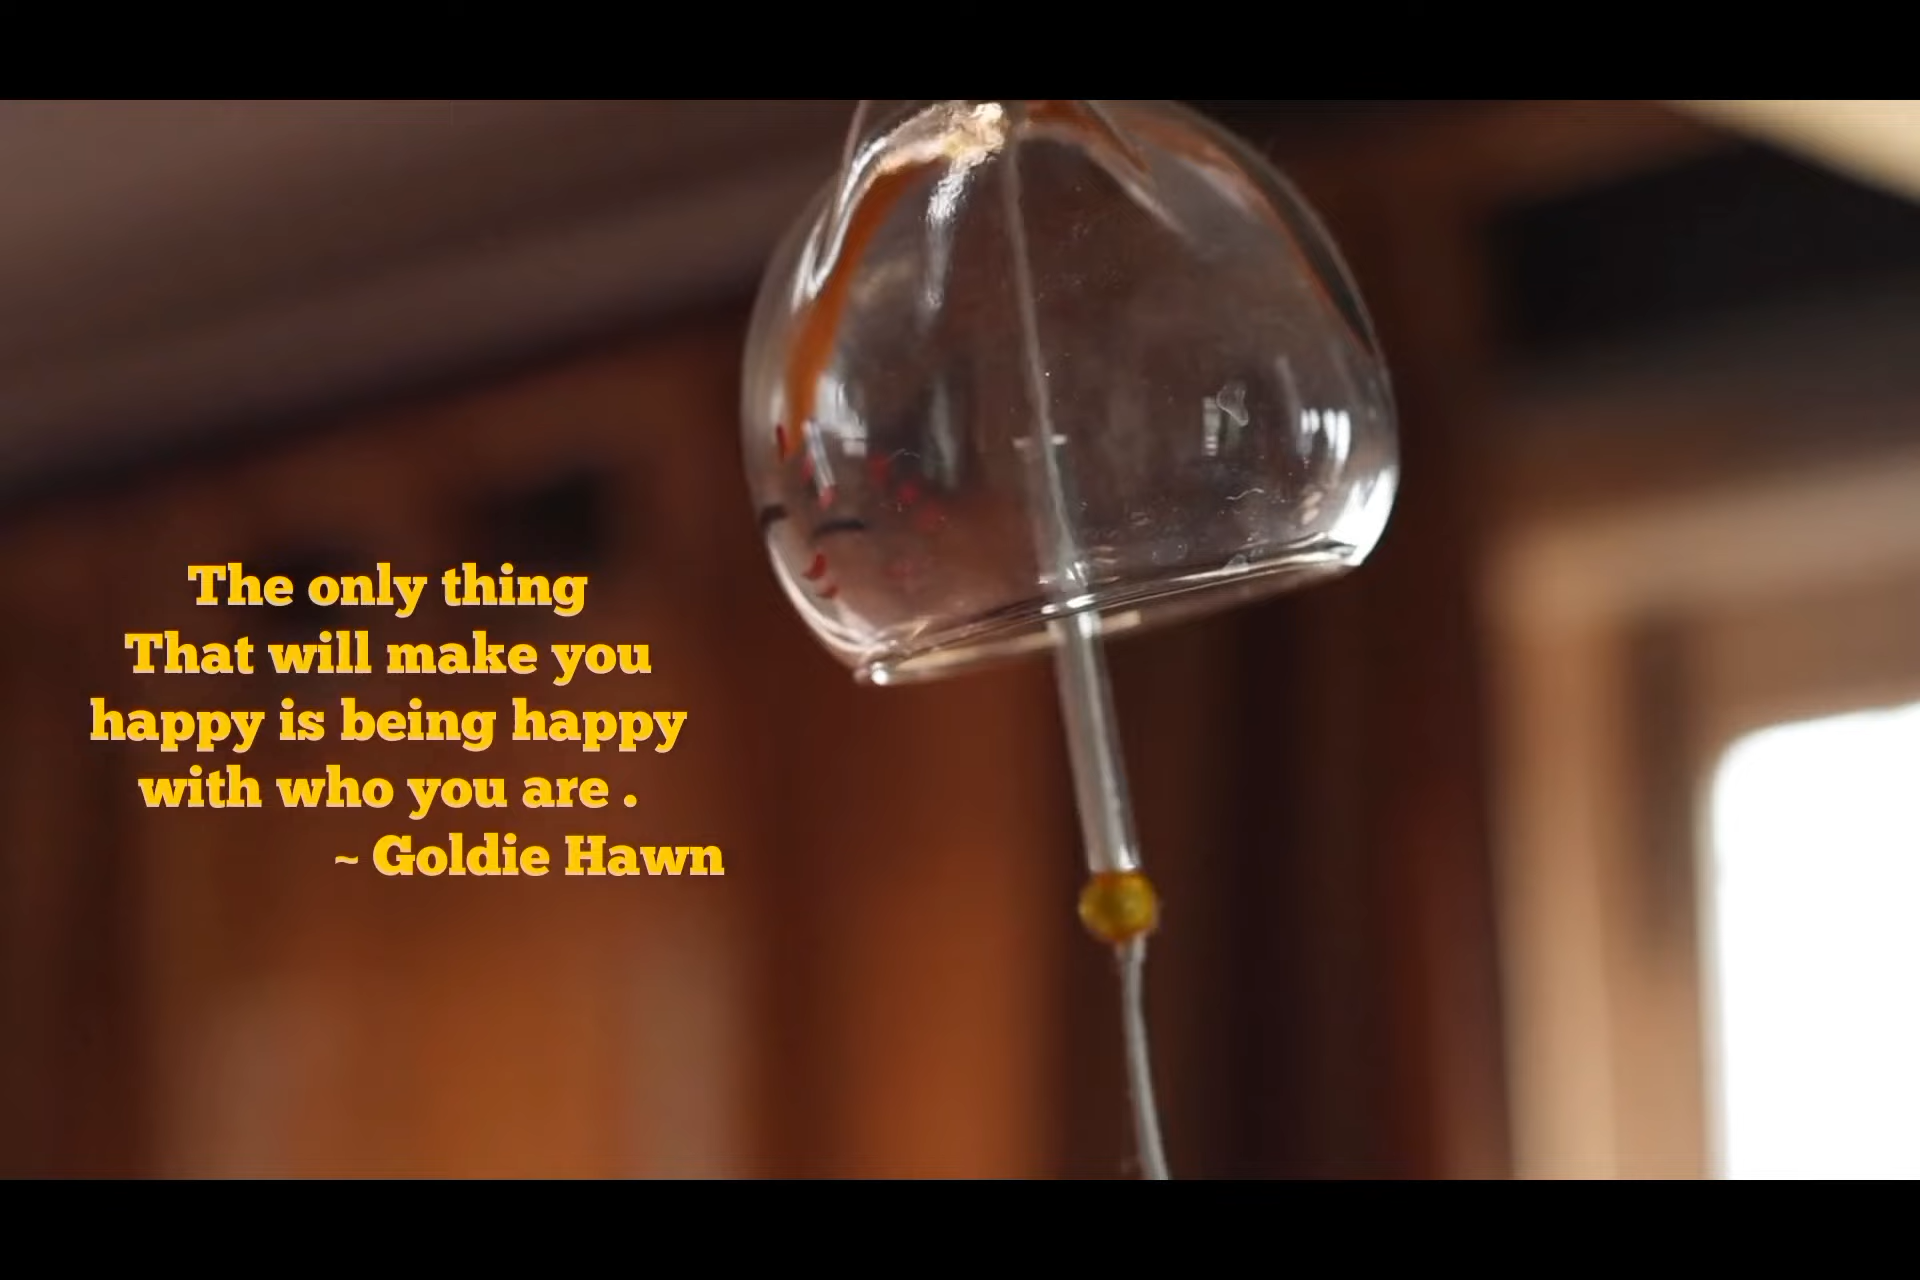 The only thing
That will make you
happy is being happy
with who you are .
~ Goldie Hawn